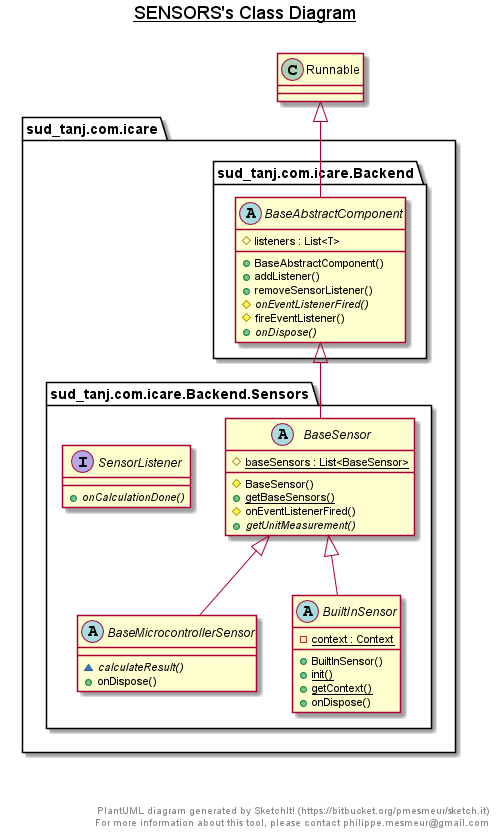 SENSORS's Class Diagram
C Runnable
sud_tanj.com.icare
sud_tanj.com.icare.Backend
A BaseAbstractComponent
listeners : List<T>
BaseAbstractComponent()
addListener()
removeSensorListener()
onEventListenerFired()
fireEventListener()
onDispose()
sud_tanj.com.icare.Backend.Sensors
I SensorListener
onCalculationDone()
A BaseSensor
baseSensors : List<BaseSensor>
BaseSensor()
getBaseSensors()
onEventListenerFired()
getUnitMeasurement()
A BaseMicrocontrollerSensor
calculateResult()
onDispose()
A BuiltInSensor
context : Context
BuiltInSensor()
init()
getContext()
onDispose()
PlantUML diagram generated by SketchIt! (https://bitbucket.org/pmesmeur/sketch.it)
For more information about this tool, please contact philippe.mesmeur@gmail.com